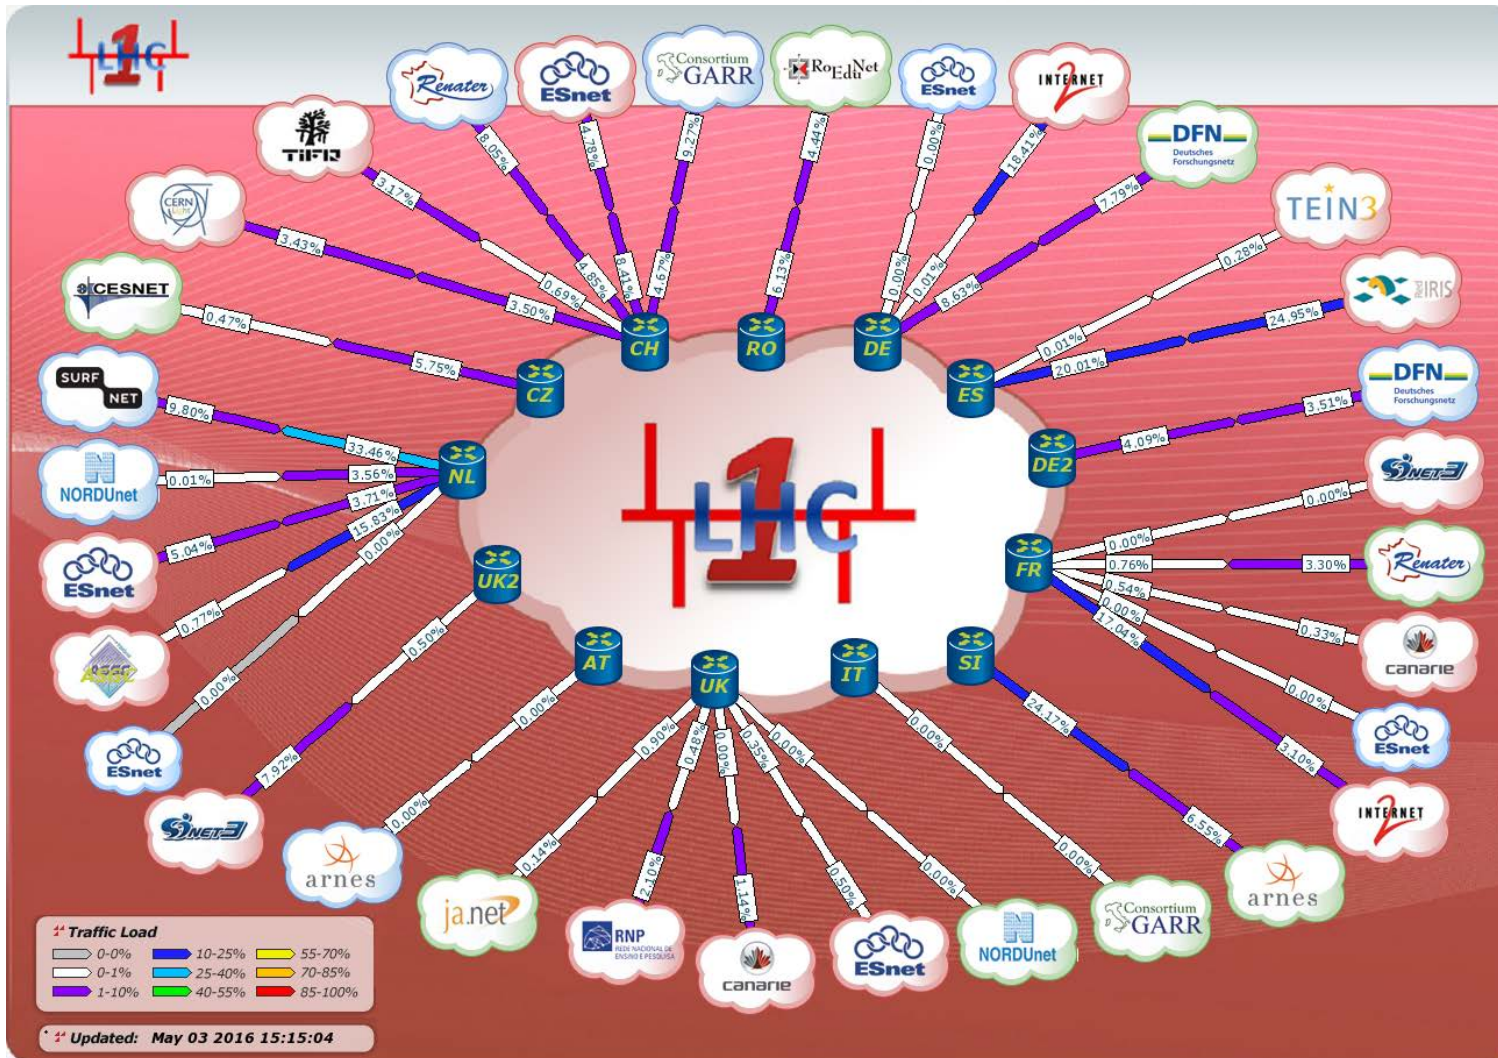 LHC
1
Renater
ESnet
Consortium
GARR
RoEduNet
ESnet
INTERNET
2
DFN
Deutsches
Forschungsnetz
TIFR
CERN
Light
TEIN3
CESNET
Red IRIS
SURF
NET
DFN
Deutsches
Forschungsnetz
NORDUnet
SINET3
ESnet
Renater
ESnet
canarie
SINET3
ESnet
arnes
INTERNET
2
ja.net
RNP
REDE NACIONAL DE
ENSINO E PESQUISA
canarie
ESnet
NORDUnet
Consortium
GARR
arnes
CH
RO
DE
CZ
ES
NL
DE2
UK2
FR
AT
UK
IT
SI
LHC
1
3.43%
3.50%
3.17%
0.69%
8.05%
4.85%
4.78%
8.41%
9.27%
4.67%
4.44%
6.13%
0.00%
0.00%
18.41%
0.01%
7.79%
8.63%
0.28%
0.01%
24.95%
20.01%
3.51%
4.09%
0.47%
5.75%
9.80%
33.46%
0.01%
3.56%
5.04%
3.71%
0.77%
15.83%
0.00%
0.00%
7.92%
0.50%
0.00%
0.00%
0.00%
0.00%
0.76%
3.30%
0.54%
0.33%
0.00%
0.00%
17.04%
3.10%
24.17%
6.55%
0.90%
0.14%
0.48%
2.10%
0.00%
1.14%
0.35%
0.50%
0.00%
0.00%
0.00%
0.00%
Traffic Load
0-0%
10-25%
55-70%
0-1%
25-40%
70-85%
1-10%
40-55%
85-100%
Updated: May 03 2016 15:15:04